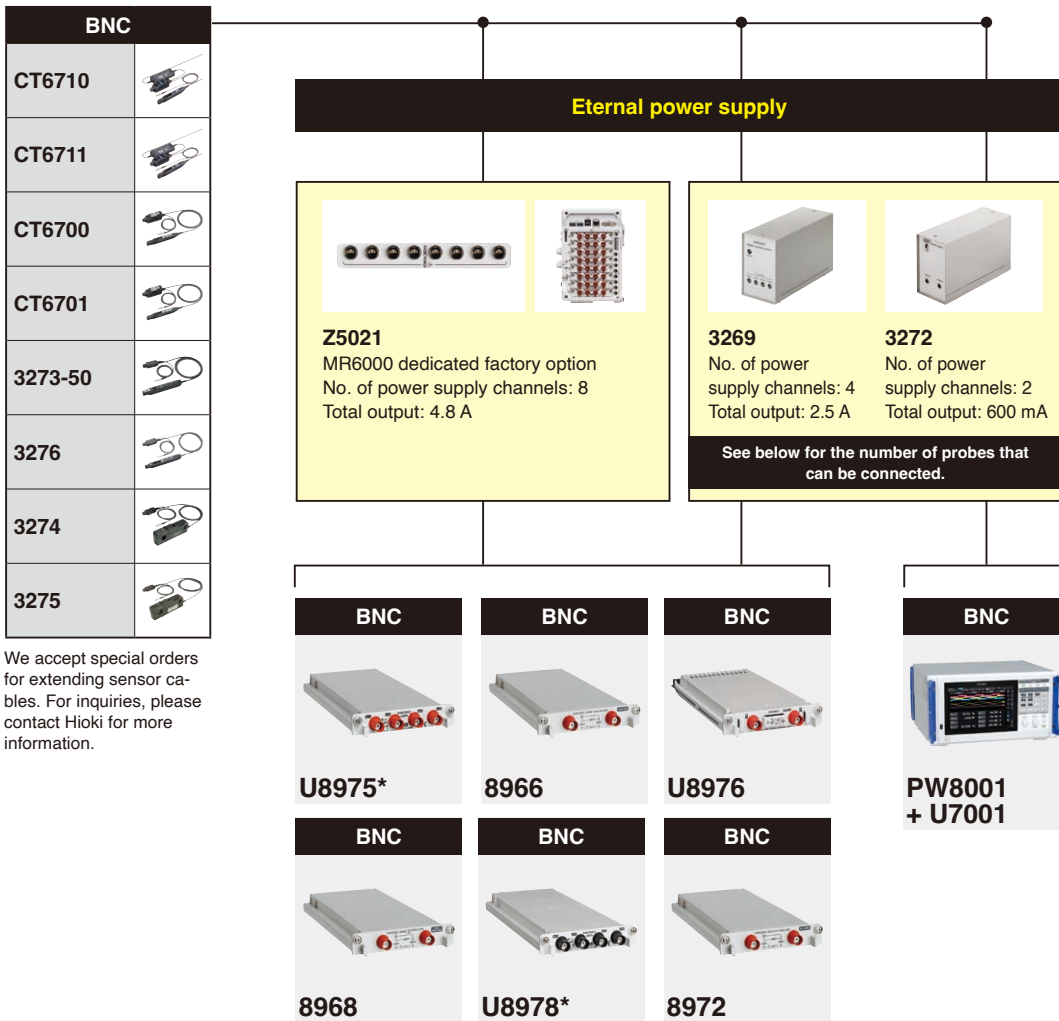 BNC
CT6710
CT6711
CT6700
CT6701
3273-50
3276
3274
3275
We accept special orders
for extending sensor ca-
bles. For inquiries, please
contact Hioki for more
information.
Eternal power supply
Z5021
MR6000 dedicated factory option
No. of power supply channels: 8
Total output: 4.8 A
3269
No. of power
supply channels: 4
Total output: 2.5 A
3272
No. of power
supply channels: 2
Total output: 600 mA
See below for the number of probes that
can be connected.
BNC
U8975*
BNC
8966
BNC
U8976
BNC
PW8001
+ U7001
BNC
8968
BNC
U8978*
BNC
8972